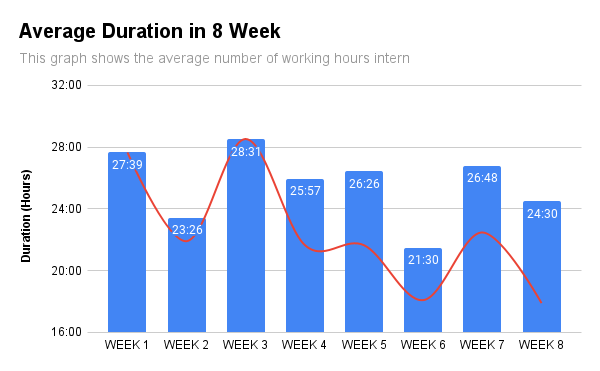 Average Duration in 8 Week
This graph shows the average number of working hours intern
Duration (Hours)
32:00
28:00
24:00
20:00
16:00
27:39
23:26
28:31
25:57
26:26
21:30
26:48
24:30
WEEK 1
WEEK 2
WEEK 3
WEEK 4
WEEK 5
WEEK 6
WEEK 7
WEEK 8